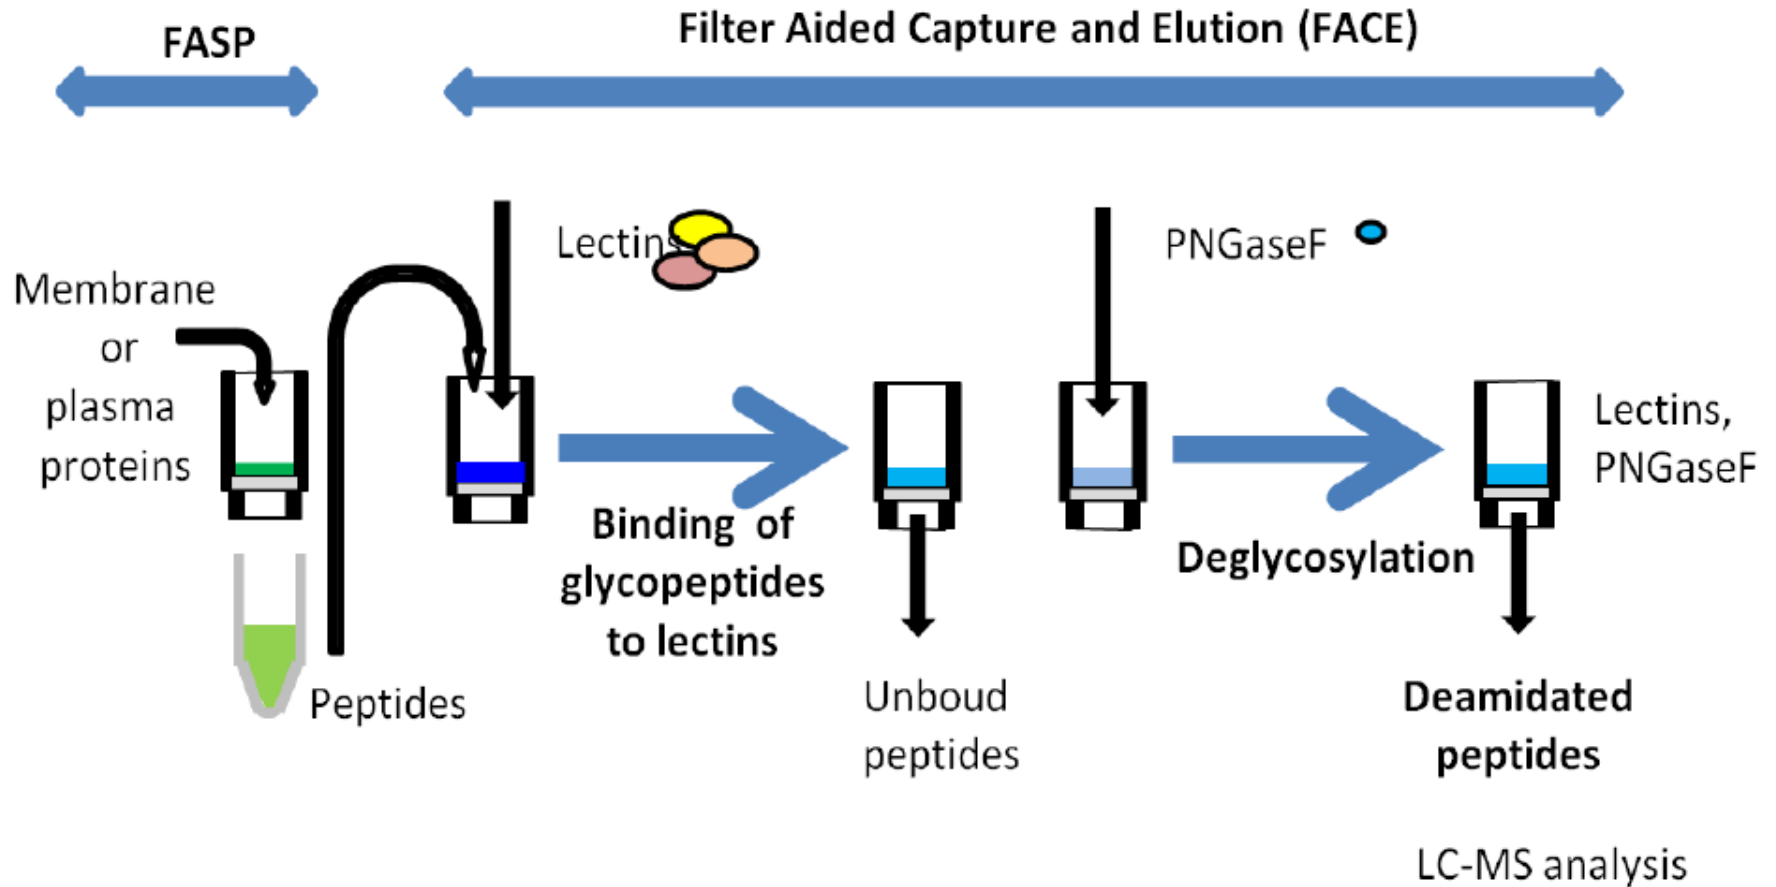 FASP
Filter Aided Capture and Elution (FACE)
Lectins
PNGaseF
Membrane
or
plasma
proteins
Lectins,
PNGaseF
Binding of
glycopeptides
to lectins
Deglycosylation
Peptides
Unboud
peptides
Deamidated
peptides
LC-MS analysis